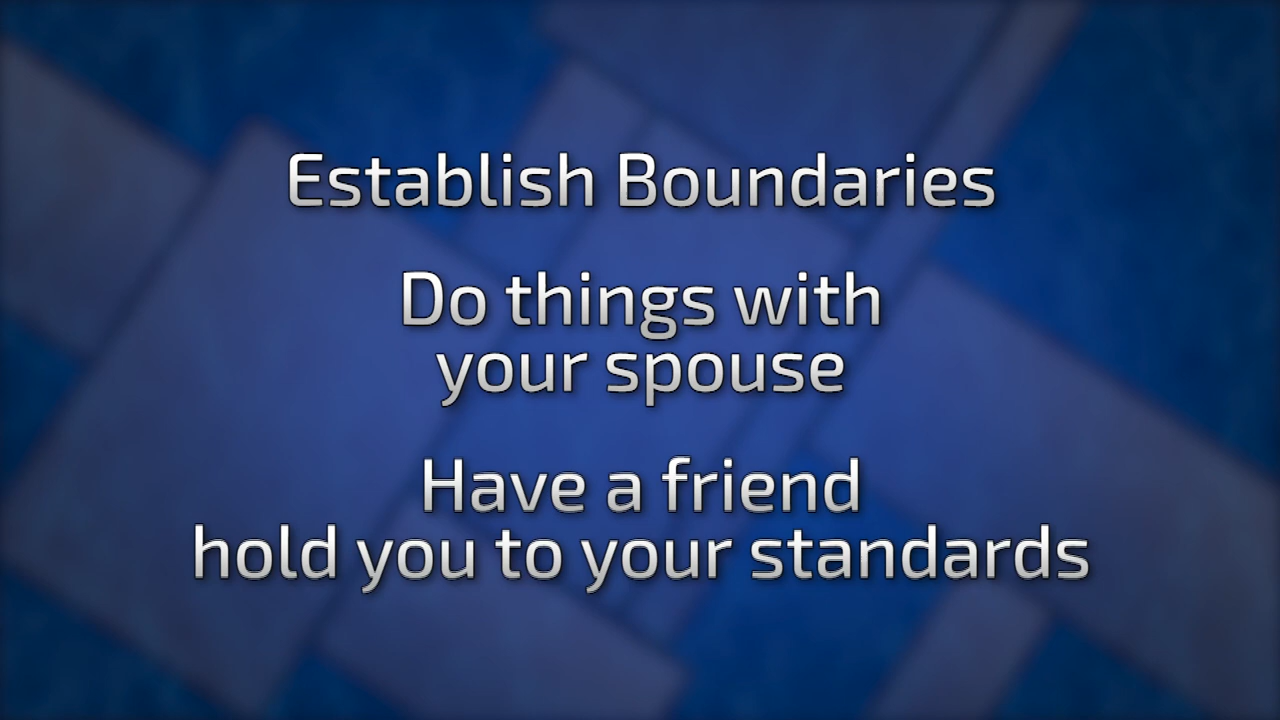 Establish Boundaries
Do things with
your spouse
Have a friend
hold you to your standards